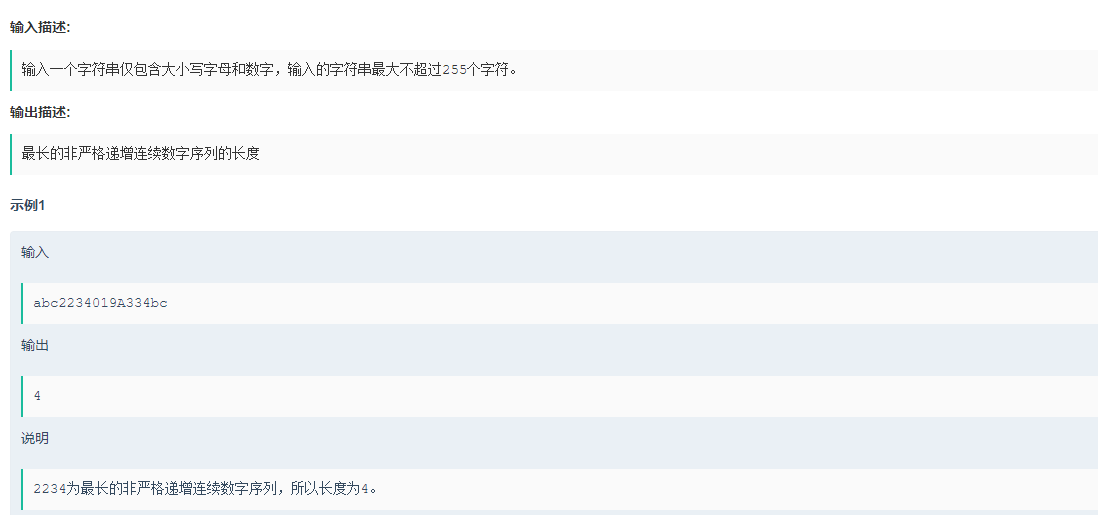 输入描述:
输入一个字符串仅包含大小写字母和数字，输入的字符串最大不超过255个字符。
输出描述:
最长的非严格递增连续数字序列的长度
示例1
输入
abc2234019A334bc
输出
4
说明
2234为最长的非严格递增连续数字序列，所以长度为4。